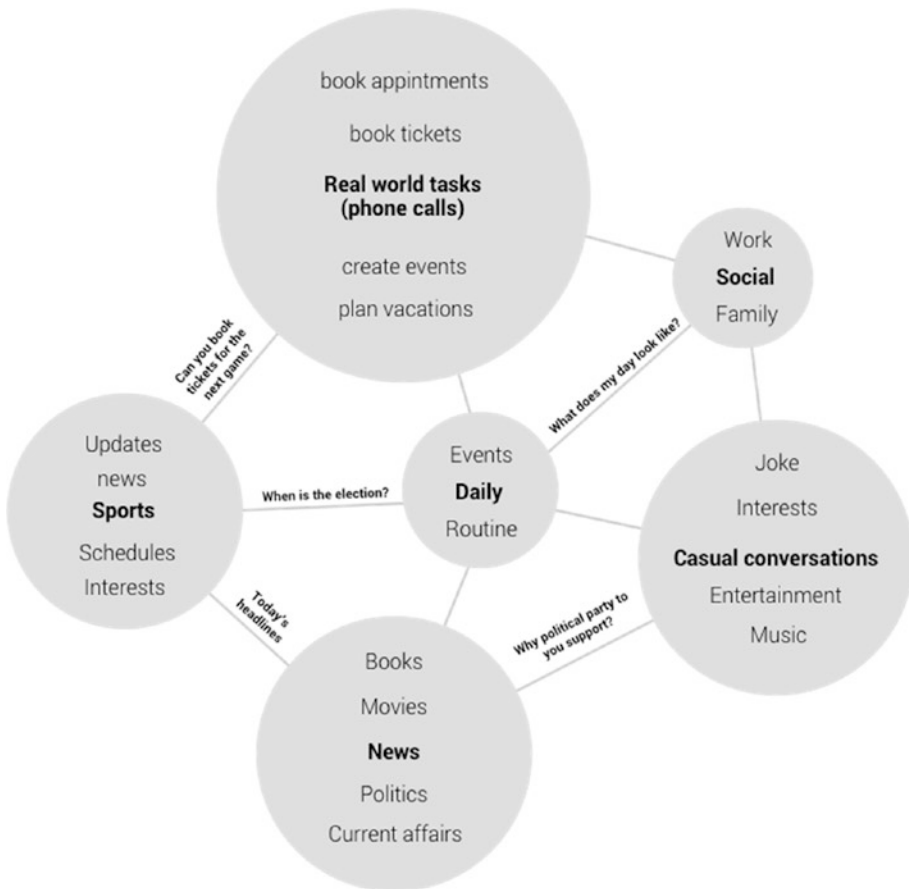 book appintments
book tickets
Real world tasks
(phone calls)
create events
plan vacations
Work
Social
Family
Can you book
tickets for the
next game?
What does my day look like?
Updates
news
Sports
Schedules
Interests
When is the election?
Events
Daily
Routine
Joke
Interests
Casual conversations
Entertainment
Music
Today's
headlines
Why political party to
you support?
Books
Movies
News
Politics
Current affairs